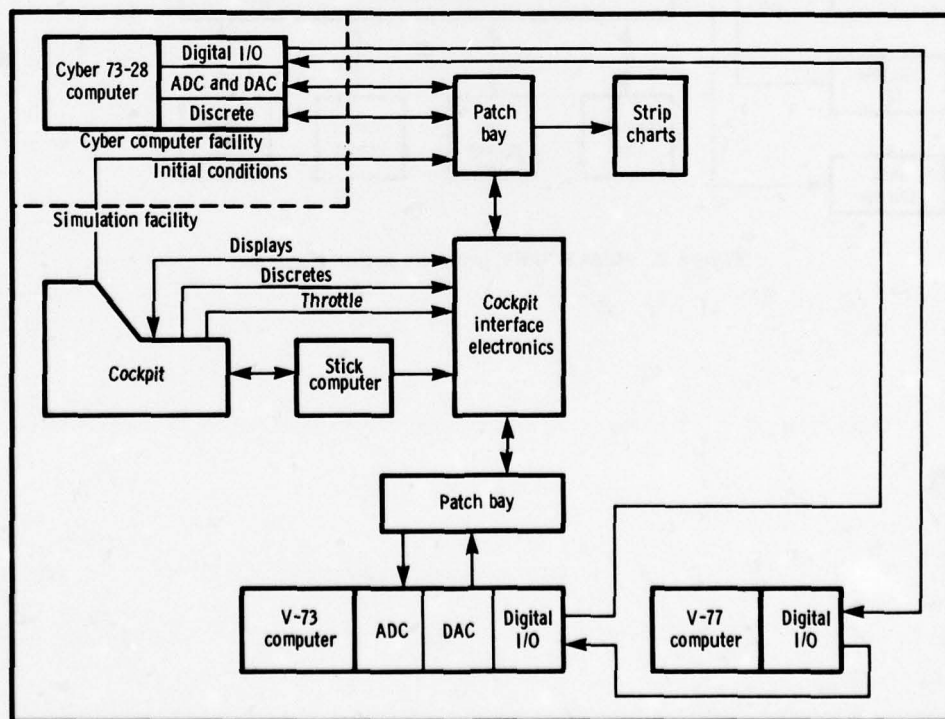 Cyber 73-28
computer
Digital I/O
ADC and DAC
Discrete
Cyber computer facility
Initial conditions
Patch
bay
Strip
charts
Simulation facility
Displays
Discretes
Throttle
Cockpit
Stick
computer
Cockpit
interface
electronics
Patch bay
V-73
computer
ADC
DAC
Digital
I/O
V-77
computer
Digital
I/O